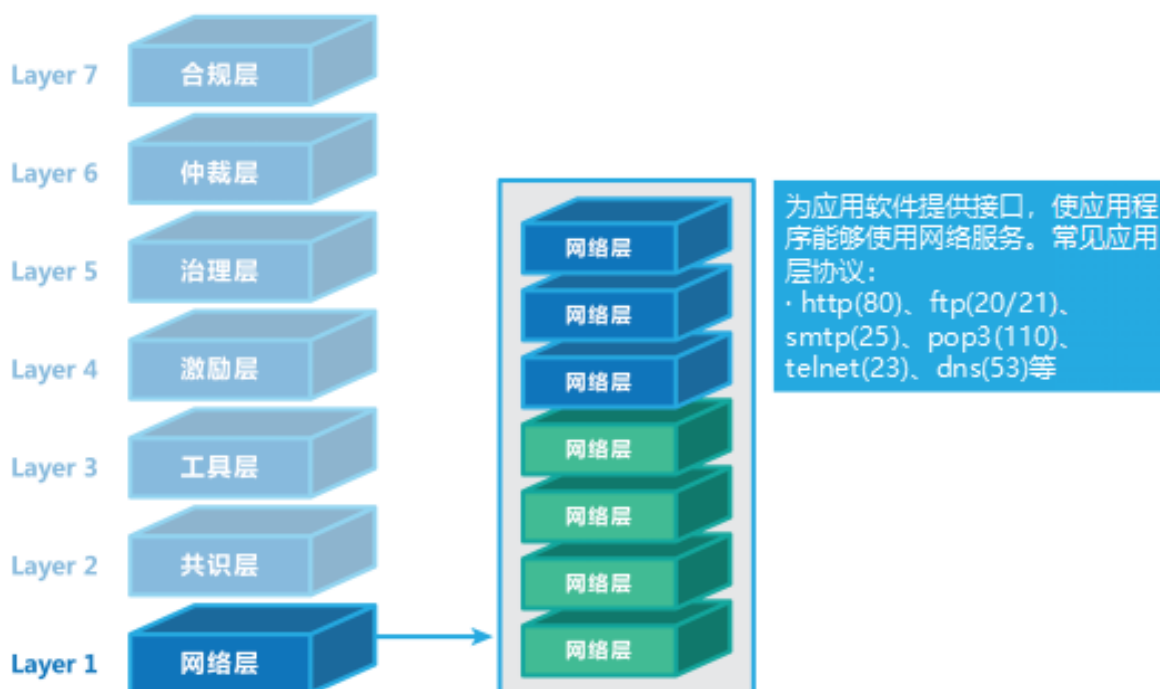 Layer 7
合规层
Layer 6
仲裁层
Layer 5
治理层
Layer 4
激励层
Layer 3
工具层
Layer 2
共识层
Layer 1
网络层
网络层
网络层
网络层
网络层
网络层
网络层
网络层
为应用软件提供接口，使应用程
序能够使用网络服务。常见应用
层协议：
· http(80)、ftp(20/21)、
smtp(25)、pop3(110)、
telnet(23)、dns(53)等